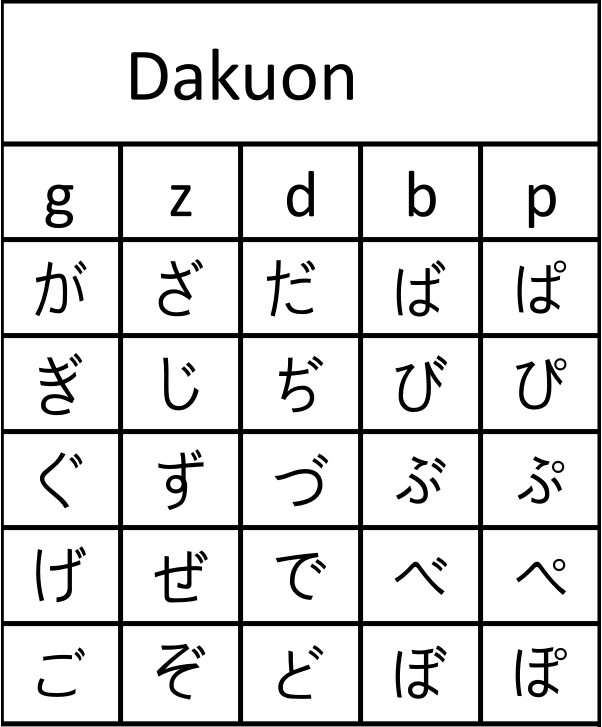 Dakuon
g z d b p
が ざ だ ば ぱ
ぎ じ ぢ び ぴ
ぐ ず づ ぶ ぷ
げ ぜ で べ ぺ
ご ぞ ど ぼ ぽ